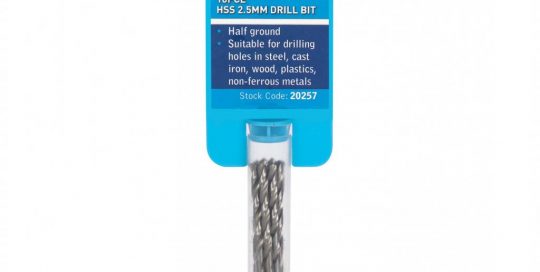 10PCE
HSS 2.5MM DRILL BIT
• Half ground
• Suitable for drilling
holes in steel, cast
iron, wood, plastics,
non-ferrous metals
Stock Code: 20257